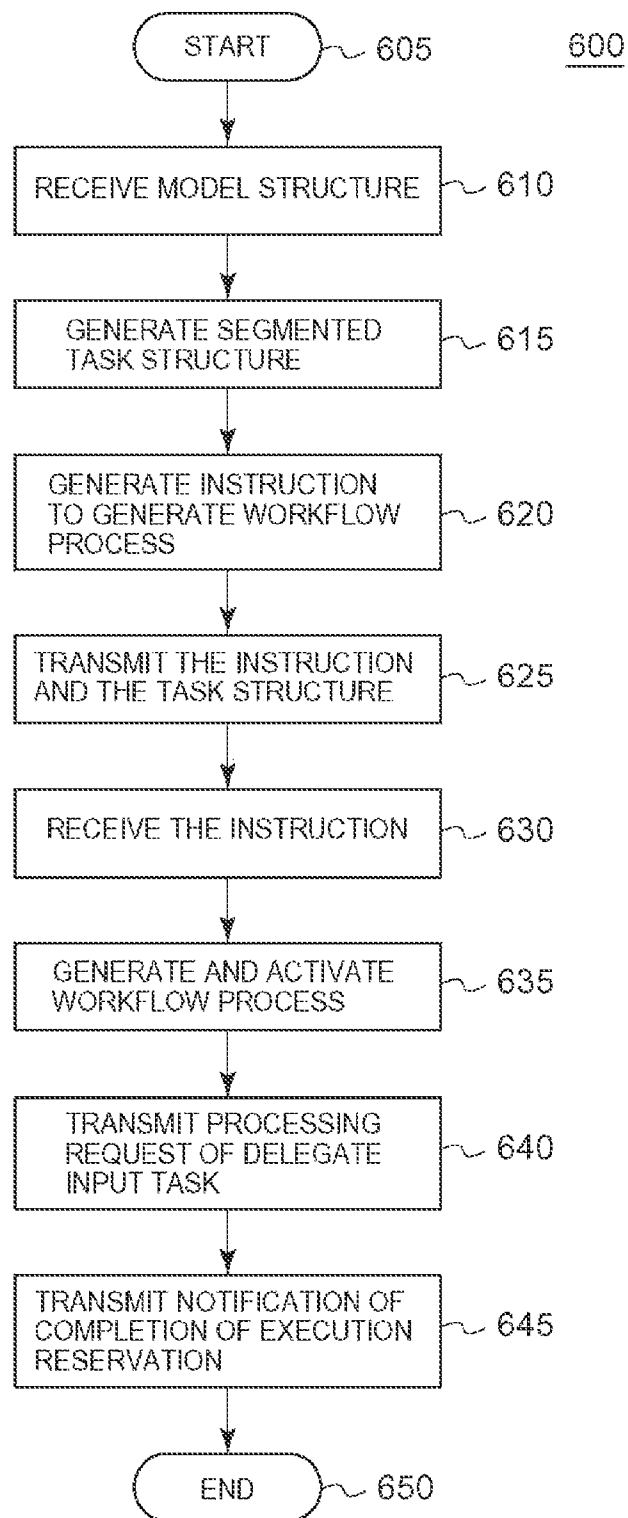 START
605
600
RECEIVE MODEL STRUCTURE
610
GENERATE SEGMENTED
TASK STRUCTURE
615
GENERATE INSTRUCTION
TO GENERATE WORKFLOW
PROCESS
620
TRANSMIT THE INSTRUCTION
AND THE TASK STRUCTURE
625
RECEIVE THE INSTRUCTION
630
GENERATE AND ACTIVATE
WORKFLOW PROCESS
635
TRANSMIT PROCESSING
REQUEST OF DELEGATE
INPUT TASK
640
TRANSMIT NOTIFICATION OF
COMPLETION OF EXECUTION
RESERVATION
645
END
650